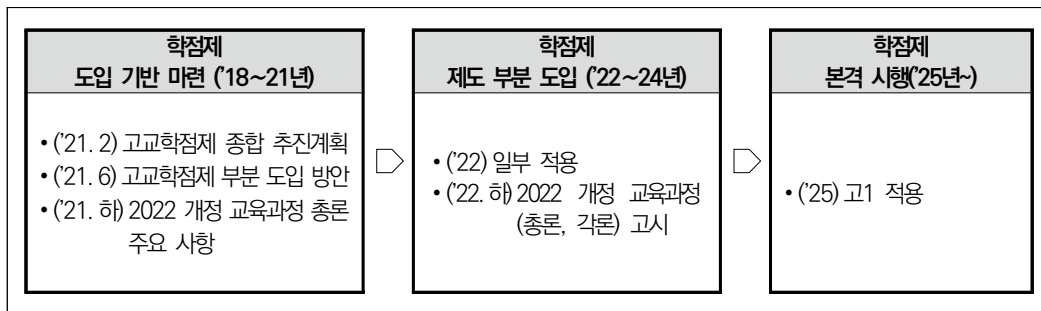 학점제
도입 기반 마련 ('18~21년)
• ('21. 2) 고교학점제 종합 추진계획
• ('21. 6) 고교학점제 부분 도입 방안
• ('21. 하) 2022 개정 교육과정 총론
주요 사항
학점제
제도 부분 도입 ('22~24년)
• ('22) 일부 적용
• ('22. 하) 2022 개정 교육과정
(총론, 각론) 고시
학점제
본격 시행('25년~)
• ('25) 고1 적용